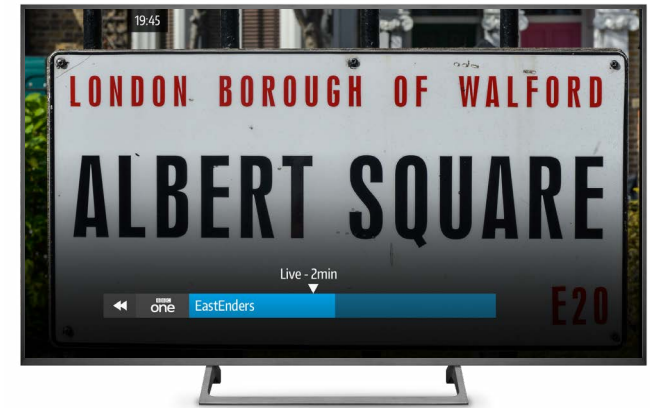 19:45
LONDON BOROUGH OF WALFORD
ALBERT SQUARE
Live - 2min
BBC
one
EastEnders
E20